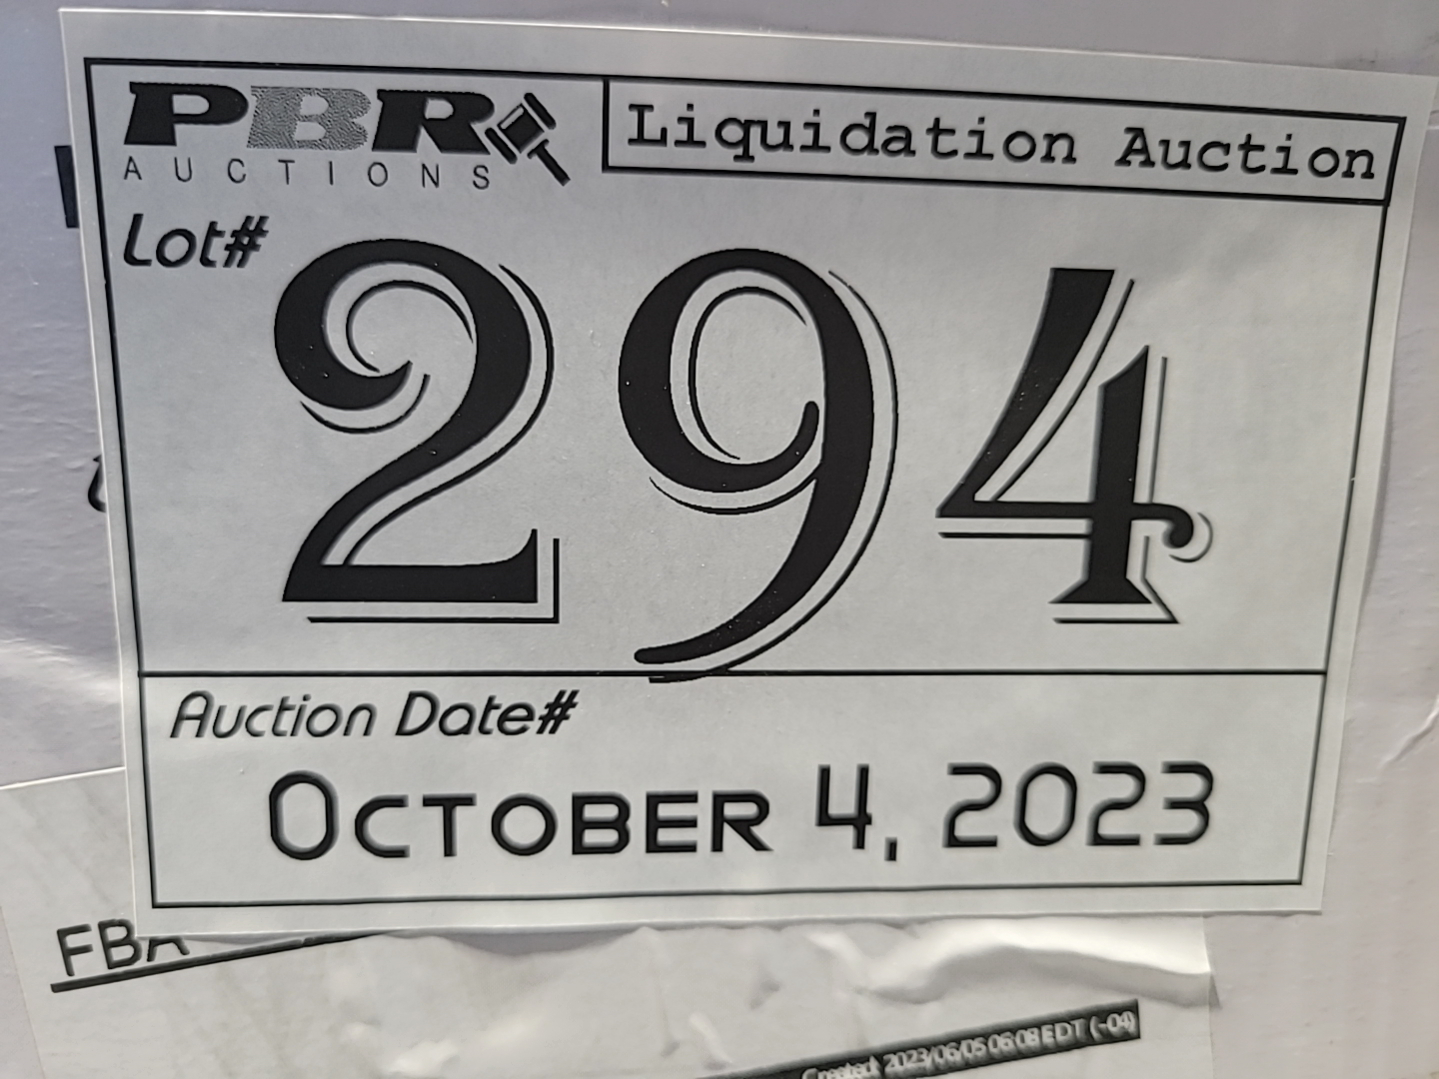 PBR
AUCTIONS
Liquidation Auction
Lot#
294
Auction Date#
October 4, 2023
FBA
Created: 2023/06/05 06:08 EDT (-04)